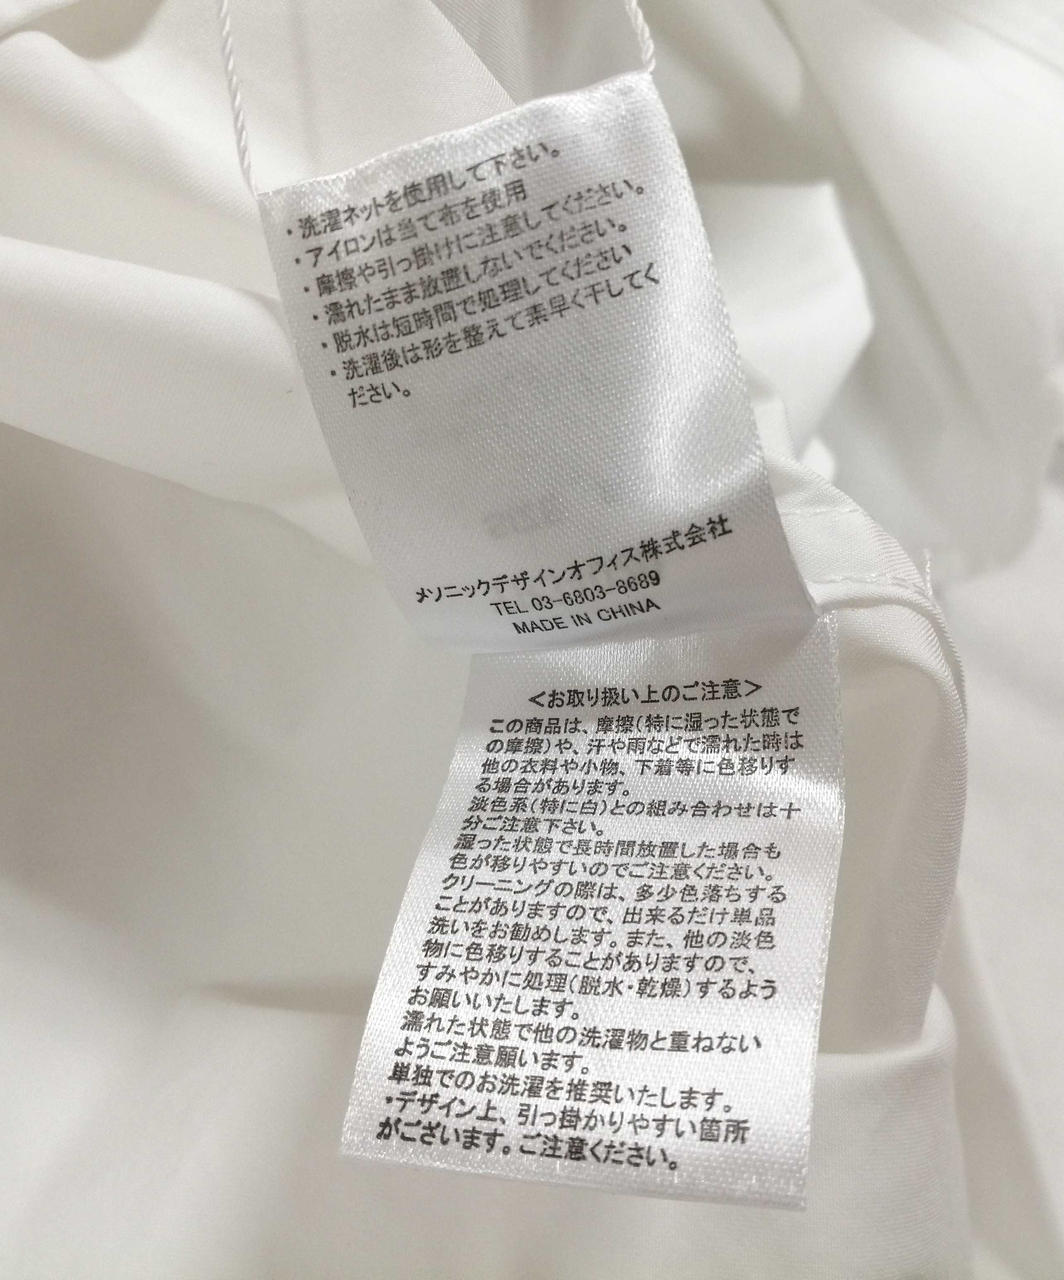 ・洗濯ネットを使用して下さい。
・アイロンは当て布を使用
・摩擦や引っ掛けに注意してください。
・濡れたまま放置しないでください。
・脱水は短時間で処理してください
・洗濯後は形を整えて素早く干してく
ださい。
メソニックデザインオフィス株式会社
TEL 03-6803-8689
MADE IN CHINA
＜お取り扱い上のご注意＞
この商品は、摩擦(特に湿った状態で
の摩擦)や、汗や雨などで濡れた時は
他の衣料や小物、下着等に色移りす
る場合があります。
淡色系(特に白)との組み合わせは十
分ご注意下さい。
湿った状態で長時間放置した場合も
色が移りやすいのでご注意ください。
クリーニングの際は、多少色落ちする
ことがありますので、出来るだけ単品
洗いをお勧めします。また、他の淡色
物に色移りすることがありますので、
すみやかに処理(脱水・乾燥)するよう
お願いいたします。
濡れた状態で他の洗濯物と重ねない
ようご注意願います。
単独でのお洗濯を推奨いたします。
・デザイン上、引っ掛かりやすい箇所
がございます。ご注意ください。